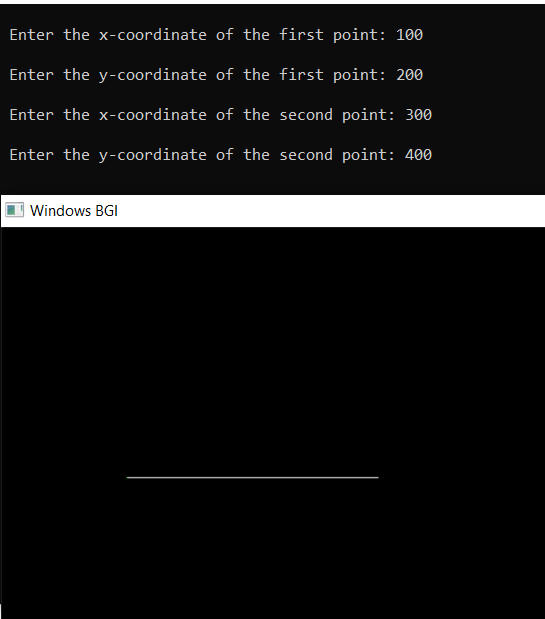 Enter the x-coordinate of the first point: 100
Enter the y-coordinate of the first point: 200
Enter the x-coordinate of the second point: 300
Enter the y-coordinate of the second point: 400
Windows BGI